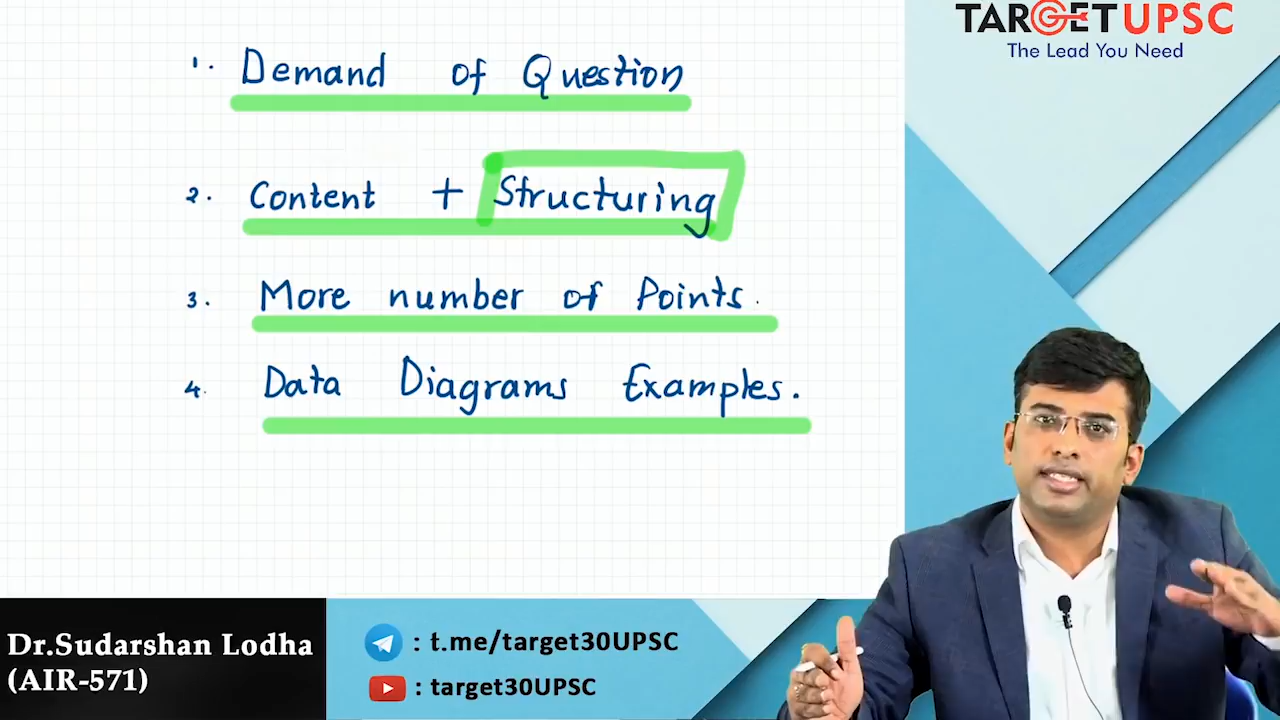 1. Demand of Question
2. Content + Structuring
3. More number of Points.
4. Data Diagrams Examples.
TARGET UPSC
The Lead You Need
Dr.Sudarshan Lodha
(AIR-571)
: t.me/target30UPSC
: target30UPSC